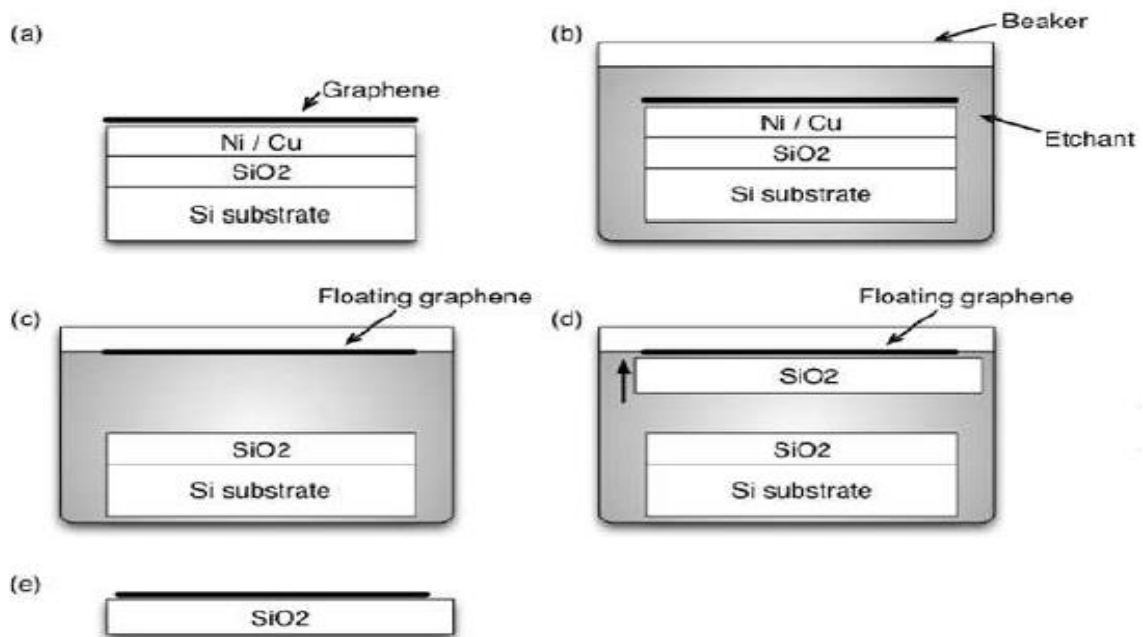 (a)
Graphene
Ni / Cu
SiO2
Si substrate
(b)
Beaker
Ni / Cu
SiO2
Si substrate
Etchant
(c)
Floating graphene
SiO2
Si substrate
(d)
Floating graphene
SiO2
SiO2
Si substrate
(e)
SiO2